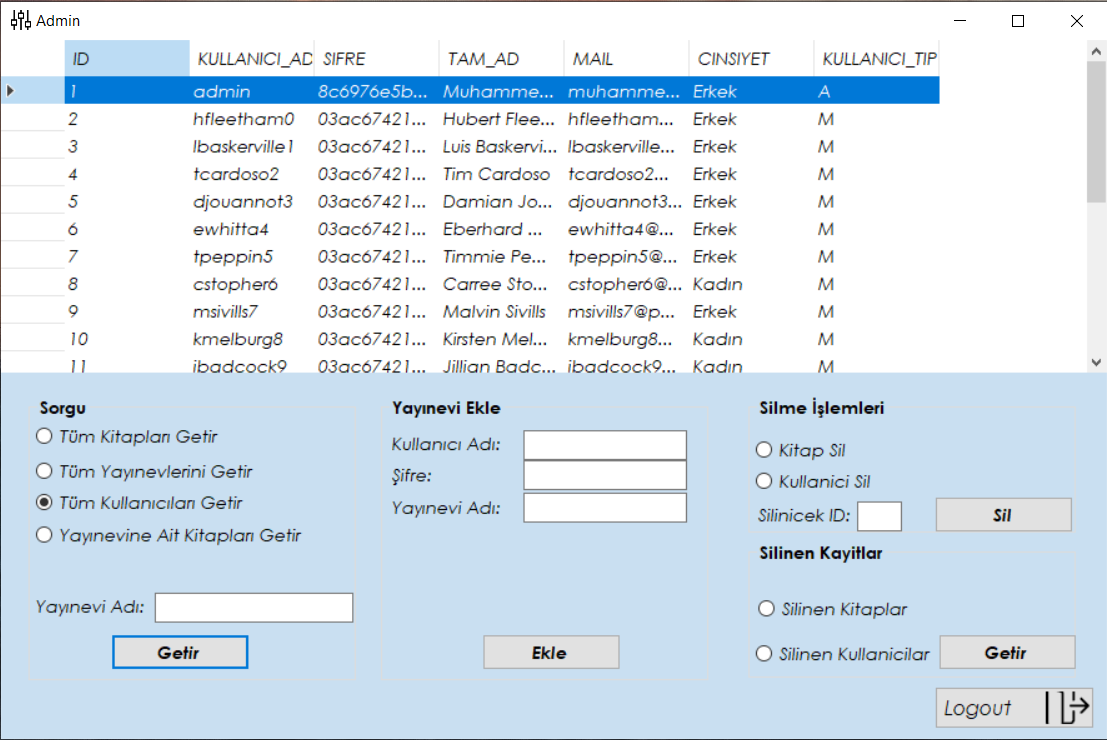 Admin
ID KULLANICI_AD SIFRE TAM_AD MAIL CINSIYET KULLANICI_TIP
1 admin 8c6976e5b... Muhamme... muhamme... Erkek A
2 hfleetham0 03ac67421... Hubert Flee... hfleetham... Erkek M
3 lbaskerville1 03ac67421... Luis Baskervi... lbaskerville... Erkek M
4 tcardoso2 03ac67421... Tim Cardoso tcardoso2... Erkek M
5 djouannot3 03ac67421... Damian Jo... djouannot3... Erkek M
6 ewhitta4 03ac67421... Eberhard ... ewhitta4@... Erkek M
7 tpeppin5 03ac67421... Timmie Pe... tpeppin5@... Erkek M
8 cstopher6 03ac67421... Carree Sto... cstopher6@... Kadın M
9 msivills7 03ac67421... Malvin Sivills msivills7@p... Erkek M
10 kmelburg8 03ac67421... Kirsten Mel... kmelburg8... Kadın M
11 ibadcock9 03ac67421... Jillian Badc... ibadcock9... Kadın M
Sorgu
Tüm Kitapları Getir
Tüm Yayınevlerini Getir
Tüm Kullanıcıları Getir
Yayınevine Ait Kitapları Getir
Yayınevi Adı:
Getir
Yayınevi Ekle
Kullanıcı Adı:
Şifre:
Yayınevi Adı:
Ekle
Silme İşlemleri
Kitap Sil
Kullanici Sil
Silinicek ID:
Sil
Silinen Kayitlar
Silinen Kitaplar
Silinen Kullanicilar
Getir
Logout